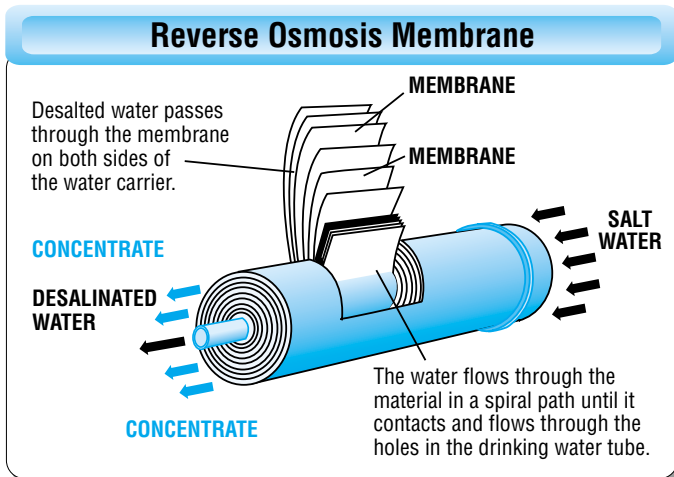 Reverse Osmosis Membrane
MEMBRANE
Desalted water passes
through the membrane
on both sides of
the water carrier.
MEMBRANE
SALT
WATER
CONCENTRATE
DESALINATED
WATER
The water flows through the
material in a spiral path until it
contacts and flows through the
holes in the drinking water tube.
CONCENTRATE